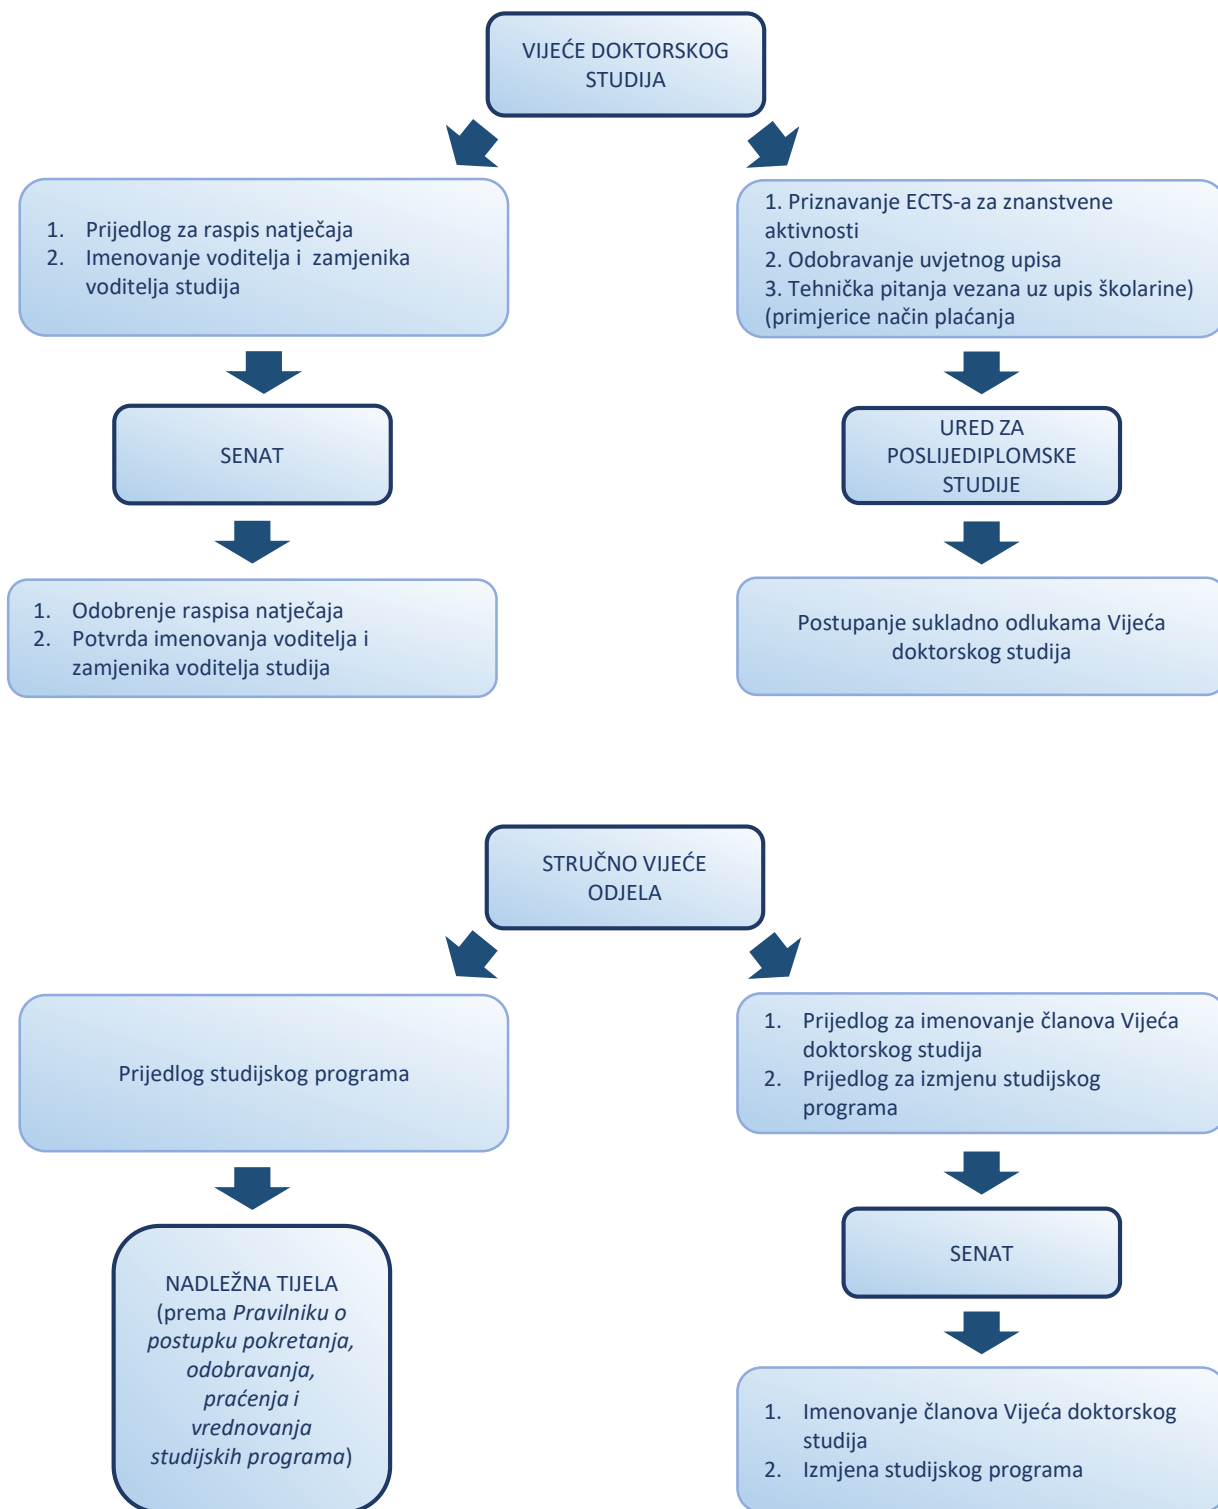 VIJEĆE DOKTORSKOG
STUDIJA
1. Prijedlog za raspis natječaja
2. Imenovanje voditelja i zamjenika
voditelja studija
1. Priznavanje ECTS-a za znanstvene
aktivnosti
2. Odobravanje uvjetnog upisa
3. Tehnička pitanja vezana uz upis školarine)
(primjerice način plaćanja
SENAT
URED ZA
POSLIJEDIPLOMSKE
STUDIJE
1. Odobrenje raspisa natječaja
2. Potvrda imenovanja voditelja i
zamjenika voditelja studija
Postupanje sukladno odlukama Vijeća
doktorskog studija
STRUČNO VIJEĆE
ODJELA
Prijedlog studijskog programa
1. Prijedlog za imenovanje članova Vijeća
doktorskog studija
2. Prijedlog za izmjenu studijskog
programa
NADLEŽNA TIJELA
(prema Pravilniku o
postupku pokretanja,
odobravanja,
praćenja i
vrednovanja
studijskih programa)
SENAT
1. Imenovanje članova Vijeća doktorskog
studija
2. Izmjena studijskog programa